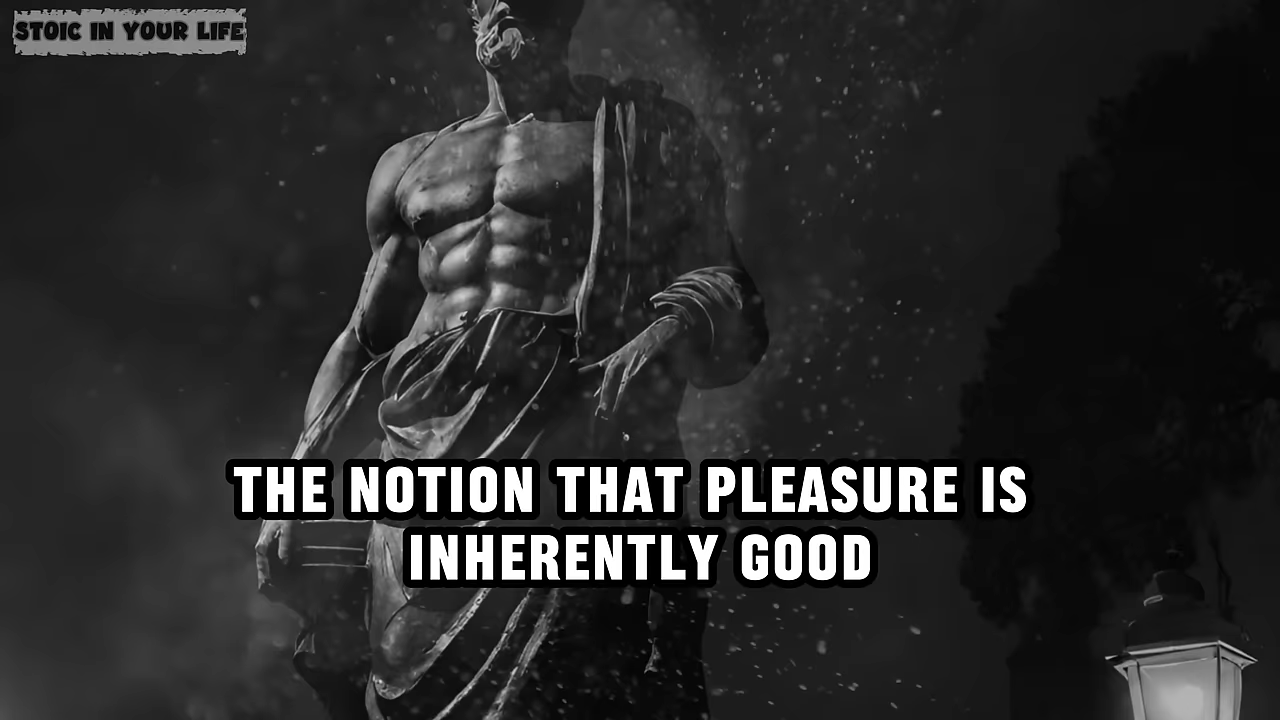 STOIC IN YOUR LIFE
THE NOTION THAT PLEASURE IS
INHERENTLY GOOD